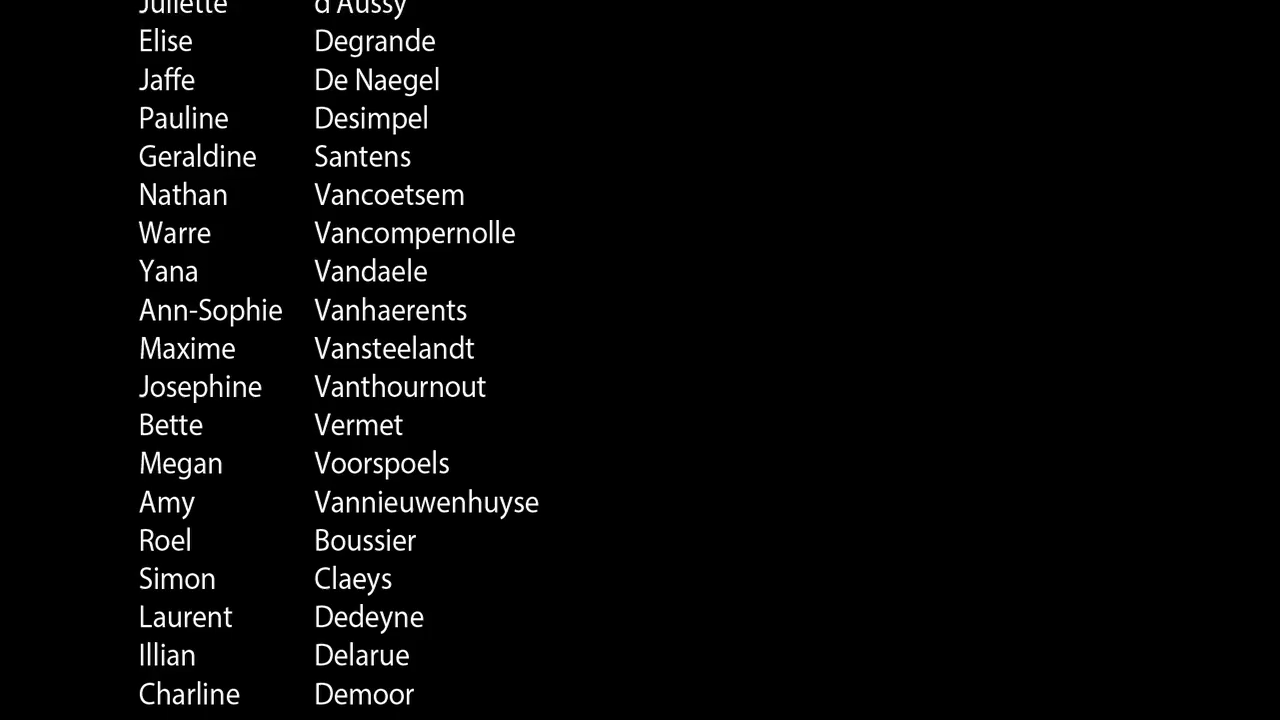 Juliette d'Aussy
Elise Degrande
Jaffe De Naegel
Pauline Desimpel
Geraldine Santens
Nathan Vancoetsem
Warre Vancompernolle
Yana Vandaele
Ann-Sophie Vanhaerents
Maxime Vansteelandt
Josephine Vanthournout
Bette Vermet
Megan Voorspoels
Amy Vannieuwenhuyse
Roel Boussier
Simon Claeys
Laurent Dedeyne
Illian Delarue
Charline Demoor